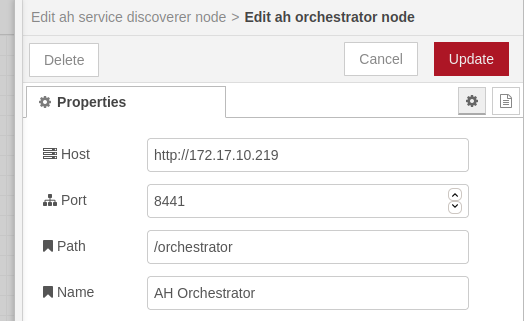 Edit ah service discoverer node > Edit ah orchestrator node
Delete Cancel Update
Properties
Host http://172.17.10.219
Port 8441
Path /orchestrator
Name AH Orchestrator